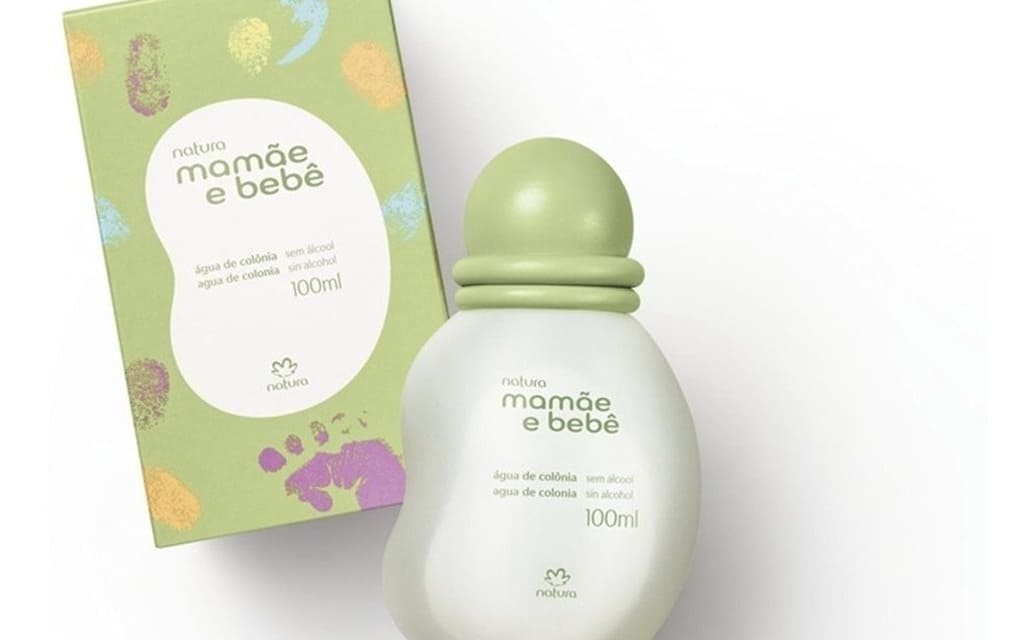 natura
mamãe
e bebê
água de colônia sem álcool
agua de colonia sin alcohol
100ml
natura
natura
mamãe
e bebê
água de colônia sem álcool
agua de colonia sin alcohol
100ml
natura